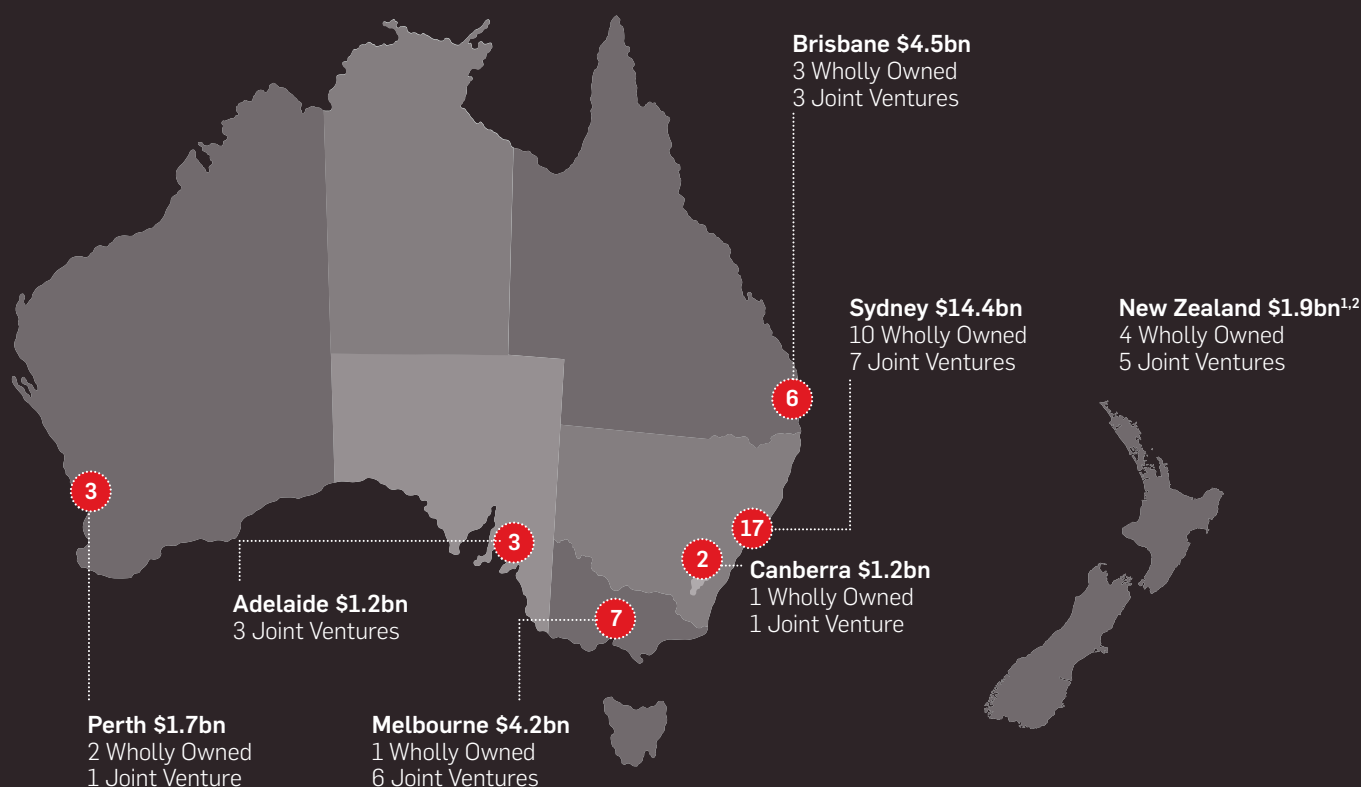 Brisbane $4.5bn
3 Wholly Owned
3 Joint Ventures
Sydney $14.4bn
10 Wholly Owned
7 Joint Ventures
New Zealand $1.9bn1,2
4 Wholly Owned
5 Joint Ventures
6
3
17
3
2
Canberra $1.2bn
1 Wholly Owned
1 Joint Venture
Adelaide $1.2bn
3 Joint Ventures
7
Perth $1.7bn
2 Wholly Owned
1 Joint Venture
Melbourne $4.2bn
1 Wholly Owned
6 Joint Ventures